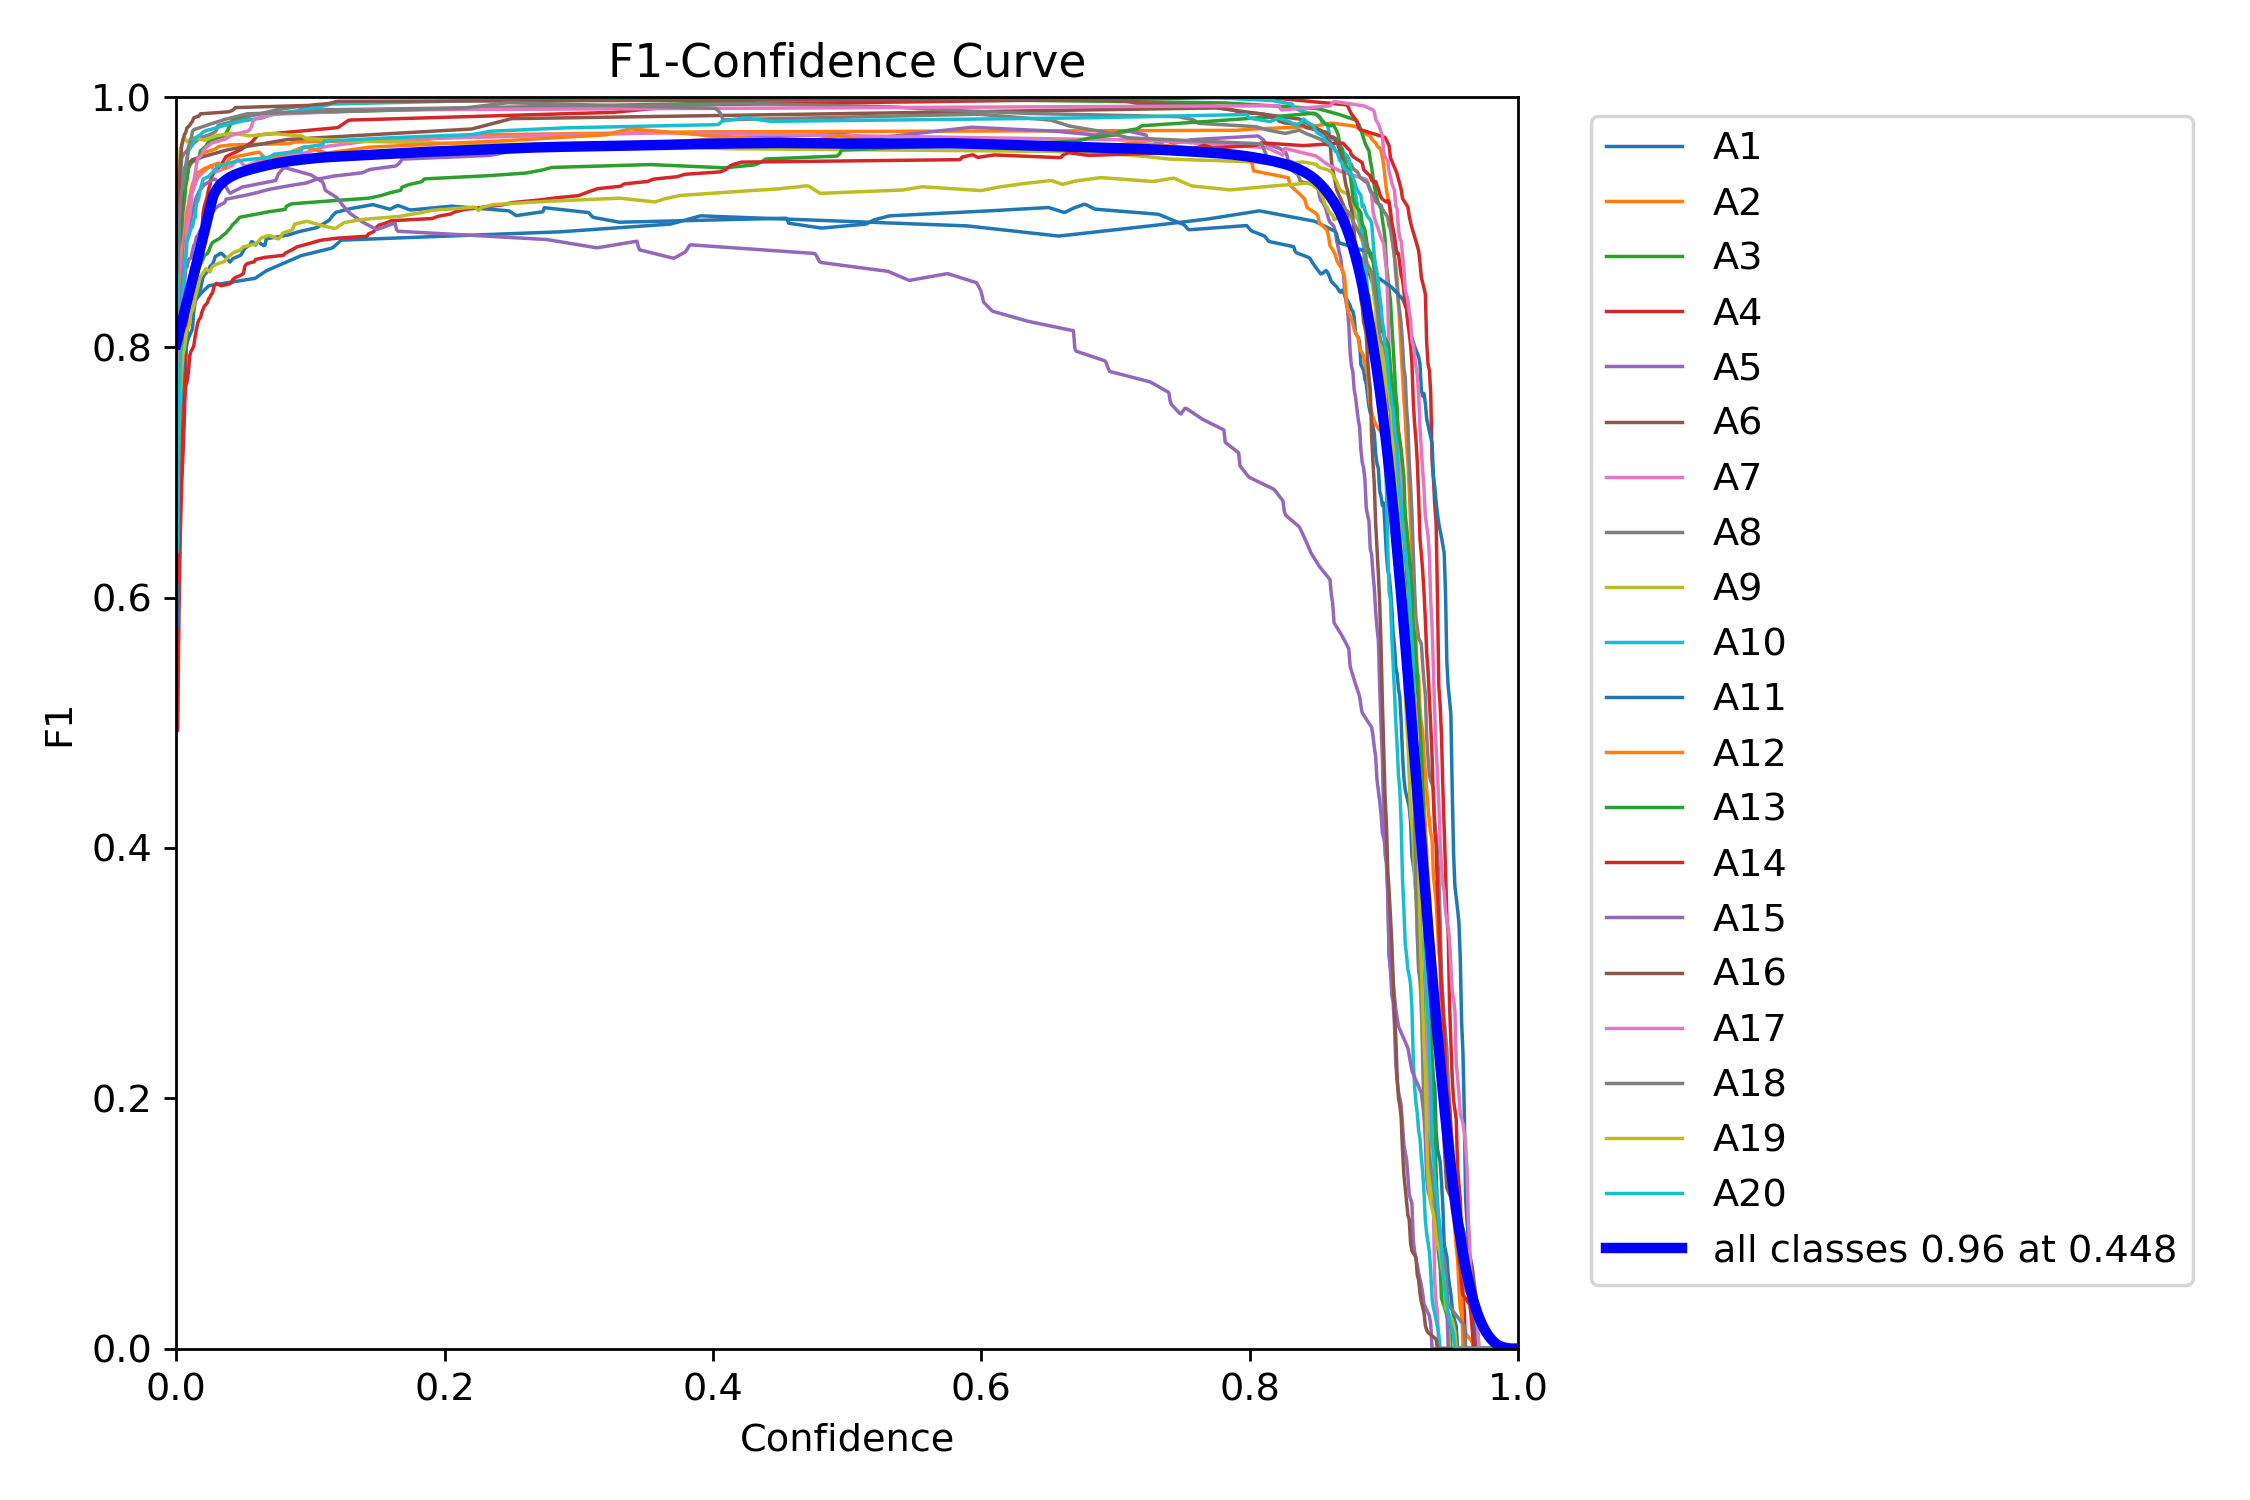 F1-Confidence Curve
1.0
0.8
0.6
0.4
0.2
0.0
F1
0.0 0.2 0.4 0.6 0.8 1.0
Confidence
A1
A2
A3
A4
A5
A6
A7
A8
A9
A10
A11
A12
A13
A14
A15
A16
A17
A18
A19
A20
all classes 0.96 at 0.448